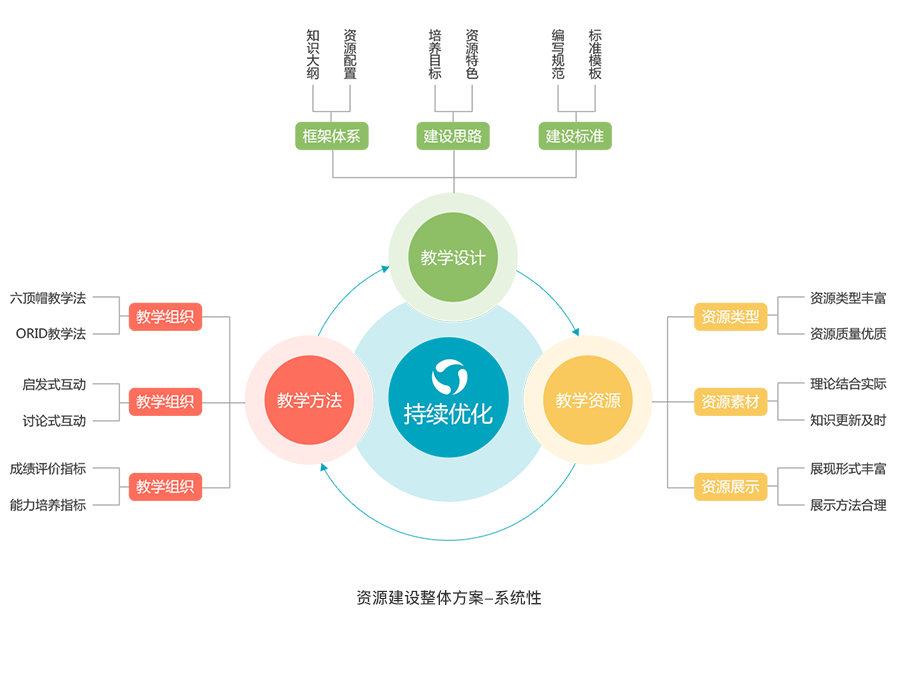 知识大纲
资源配置
培养目标
资源特色
编写规范
标准模板
框架体系
建设思路
建设标准
教学设计
六顶帽教学法
ORID教学法
教学组织
启发式互动
讨论式互动
教学组织
成绩评价指标
能力培养指标
教学组织
教学方法
持续优化
教学资源
资源类型
资源类型丰富
资源质量优质
资源素材
理论结合实际
知识更新及时
资源展示
展现形式丰富
展示方法合理
资源建设整体方案–系统性